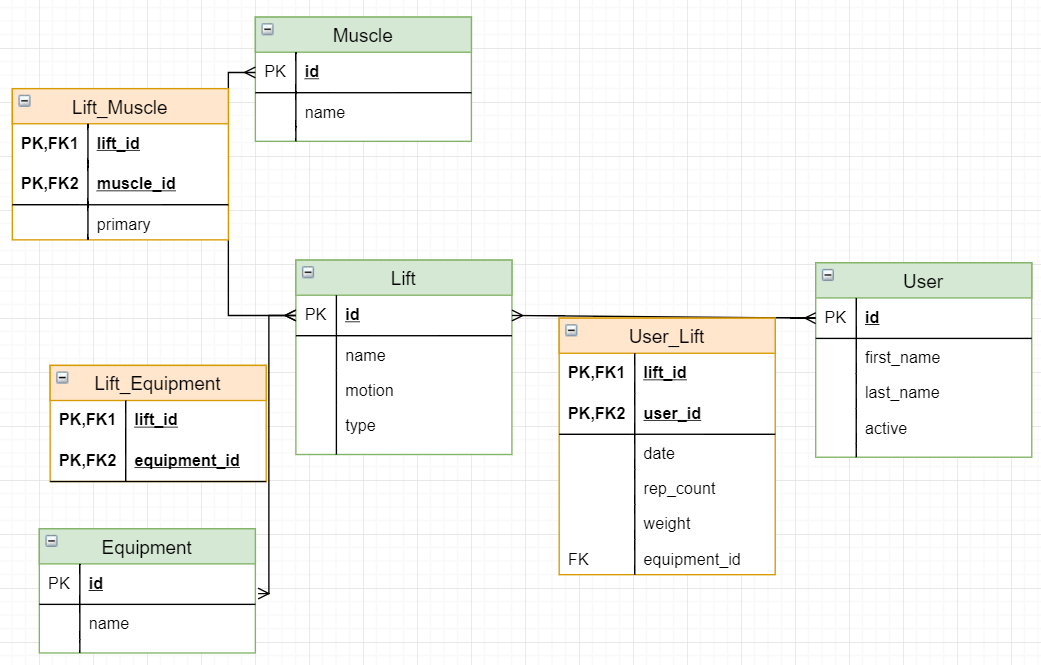 Muscle
PK id
name
Lift_Muscle
PK,FK1 lift_id
PK,FK2 muscle_id
primary
Lift
PK id
name
motion
type
User
PK id
first_name
last_name
active
User_Lift
PK,FK1 lift_id
PK,FK2 user_id
date
rep_count
weight
FK equipment_id
Lift_Equipment
PK,FK1 lift_id
PK,FK2 equipment_id
Equipment
PK id
name